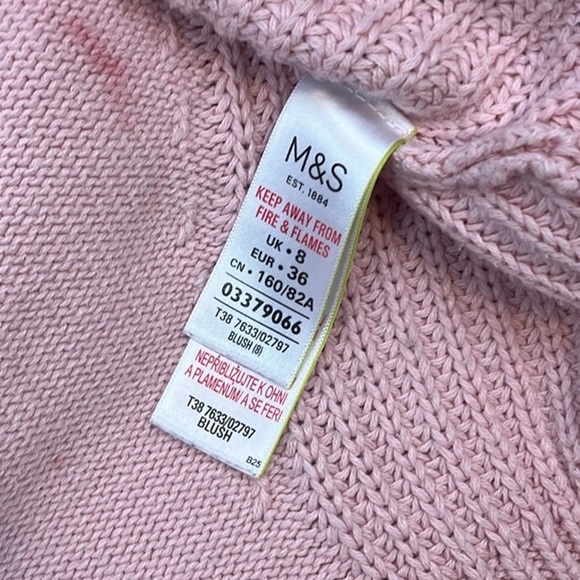 M&S
EST. 1884
KEEP AWAY FROM
FIRE & FLAMES
UK • 8
EUR • 36
CN • 160/82A
03379066
T38 7633/02797
BLUSH (8)
NEPŘIBLIŽUJTE K OHNI
A PLAMENŮM/A SE FERI
T38 7633/02797
BLUSH
B25